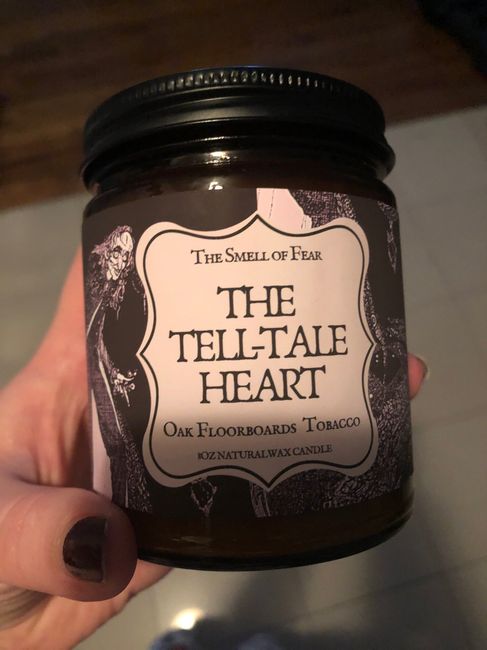 The Smell of Fear
THE
TELL-TALE
HEART
Oak Floorboards Tobacco
8OZ NATURAL WAX CANDLE